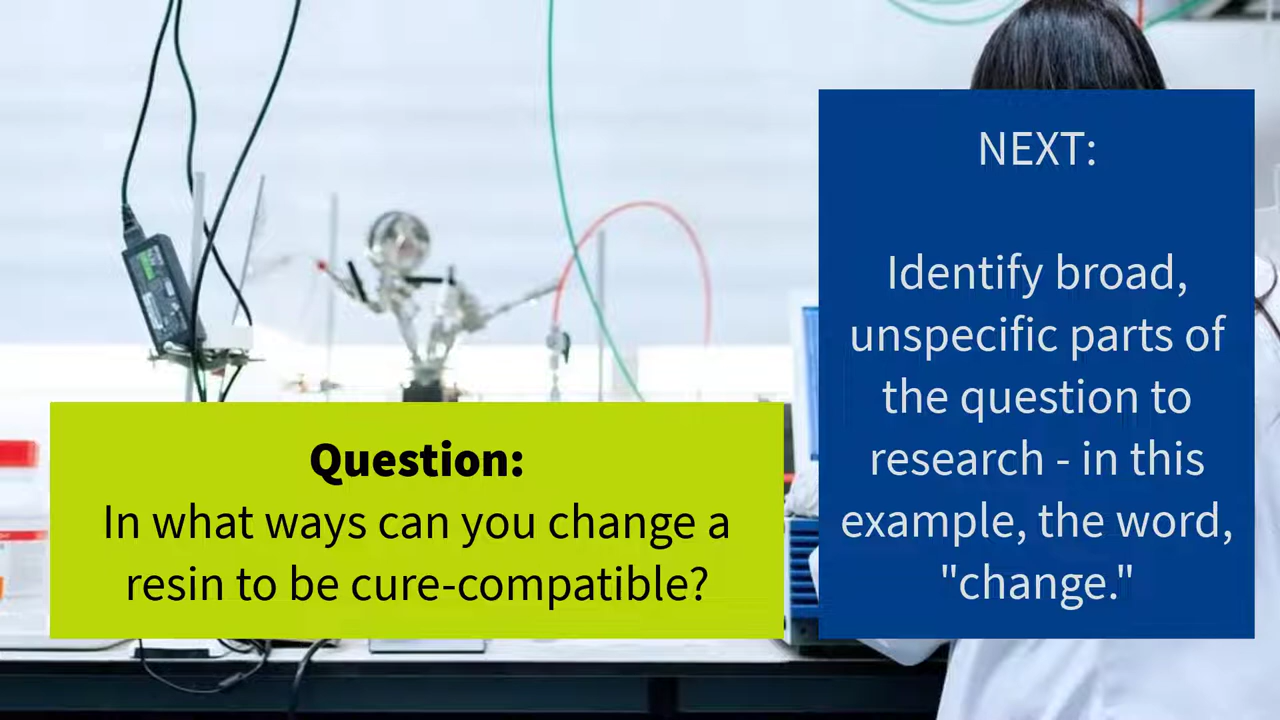 Question:
In what ways can you change a
resin to be cure-compatible?
NEXT:
Identify broad,
unspecific parts of
the question to
research - in this
example, the word,
"change."